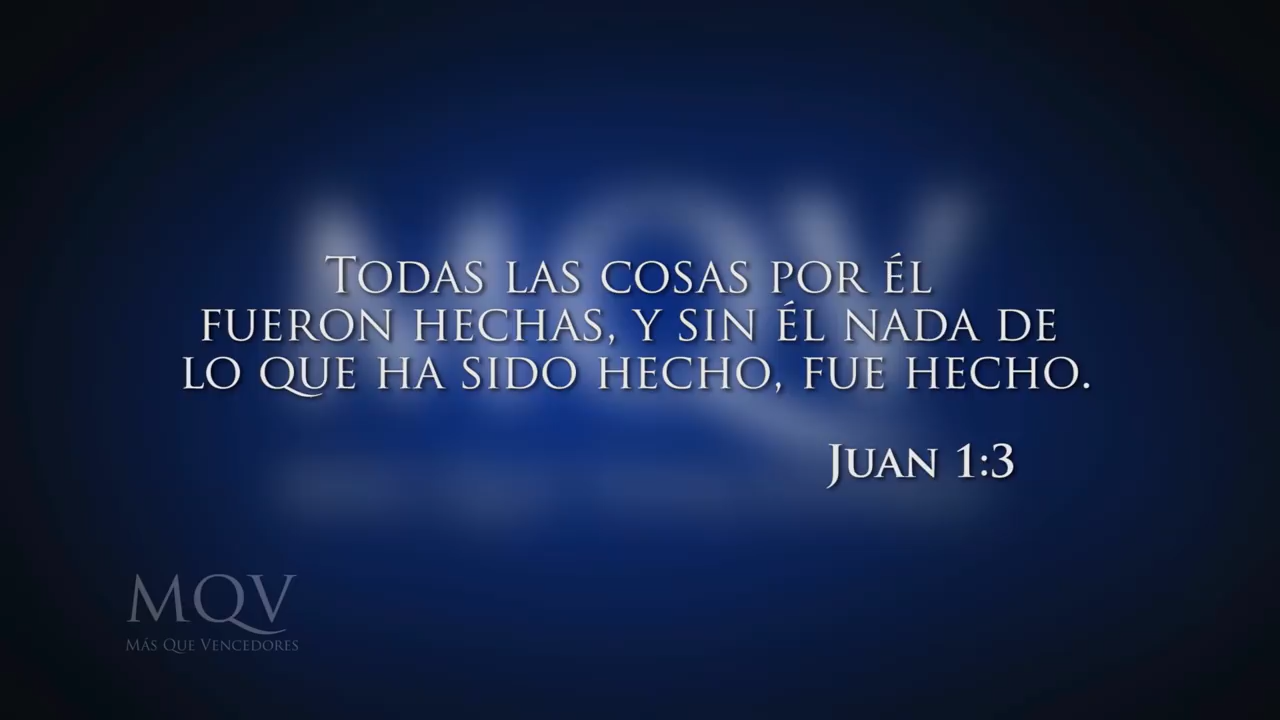 Todas las cosas por él
fueron hechas, y sin él nada de
lo que ha sido hecho, fue hecho.
Juan 1:3
MQV
Más Que Vencedores